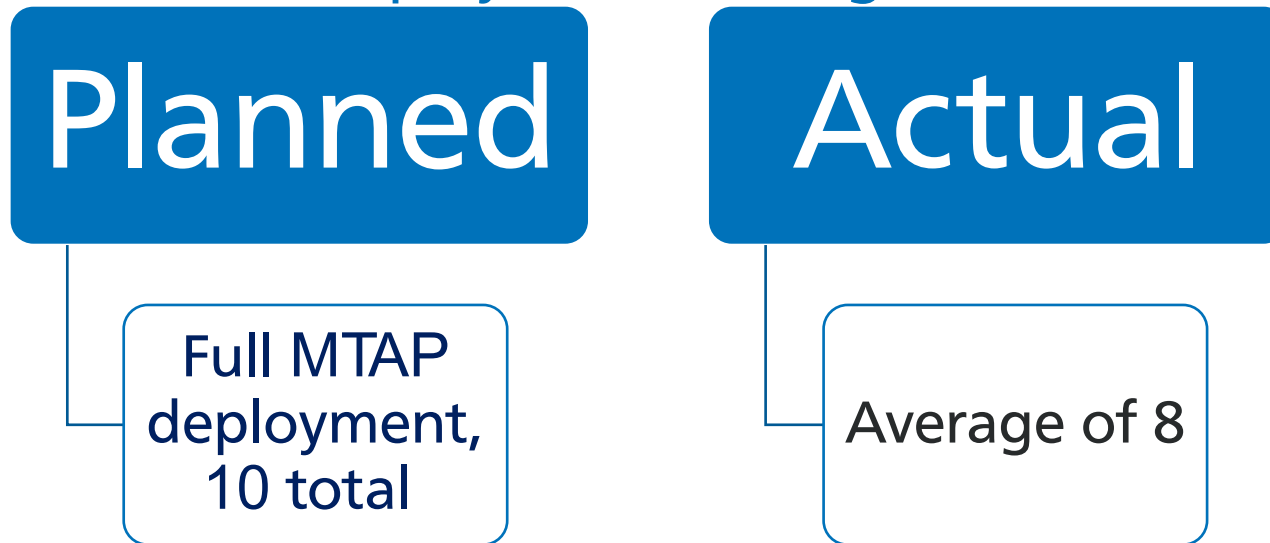 Planned
Actual
Full MTAP
deployment,
10 total
Average of 8